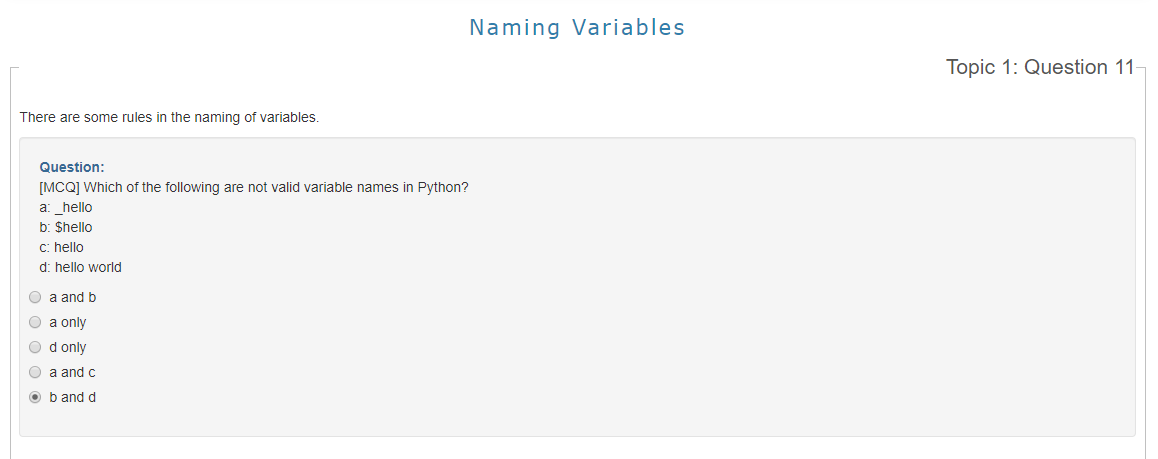 Naming Variables
Topic 1: Question 11
There are some rules in the naming of variables.
Question:
[MCQ] Which of the following are not valid variable names in Python?
a: _hello
b: $hello
c: hello
d: hello world
a and b
a only
d only
a and c
b and d